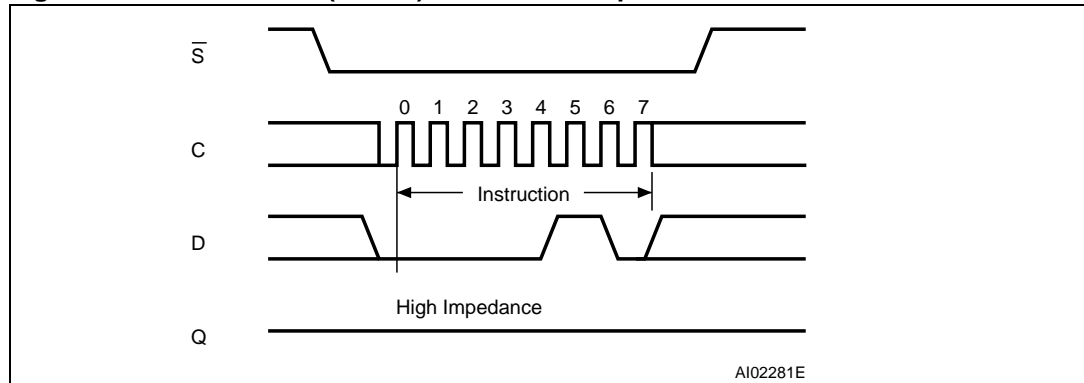 S̅
0 1 2 3 4 5 6 7
C
Instruction
D
High Impedance
Q
AI02281E